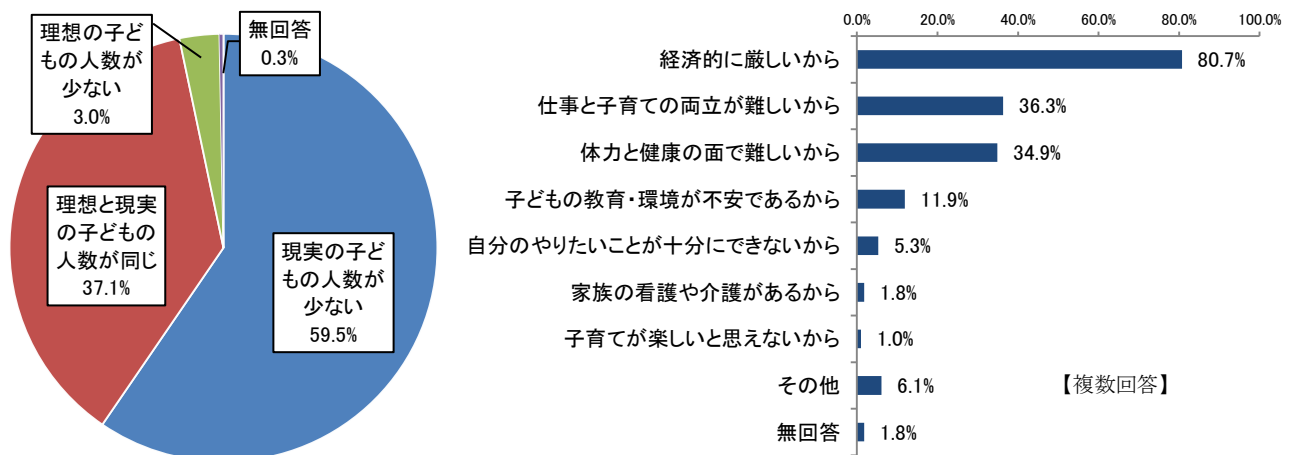 理想の子ど
もの人数が
少ない
3.0%
無回答
0.3%
理想と現実
の子どもの
人数が同じ
37.1%
現実の子ど
もの人数が
少ない
59.5%
0.0% 20.0% 40.0% 60.0% 80.0% 100.0%
経済的に厳しいから 80.7%
仕事と子育ての両立が難しいから 36.3%
体力と健康の面で難しいから 34.9%
子どもの教育・環境が不安であるから 11.9%
自分のやりたいことが十分にできないから 5.3%
家族の看護や介護があるから 1.8%
子育てが楽しいと思えないから 1.0%
その他 6.1% 【複数回答】
無回答 1.8%